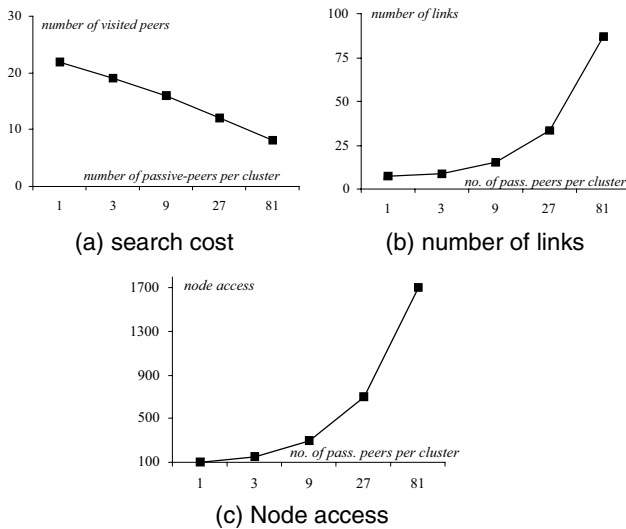 number of visited peers
30
20
10
0
number of passive-peers per cluster
1 3 9 27 81
(a) search cost
number of links
100
75
50
25
0
no. of pass. peers per cluster
1 3 9 27 81
(b) number of links
node access
1700
1300
900
500
100
no. of pass. peers per cluster
1 3 9 27 81
(c) Node access